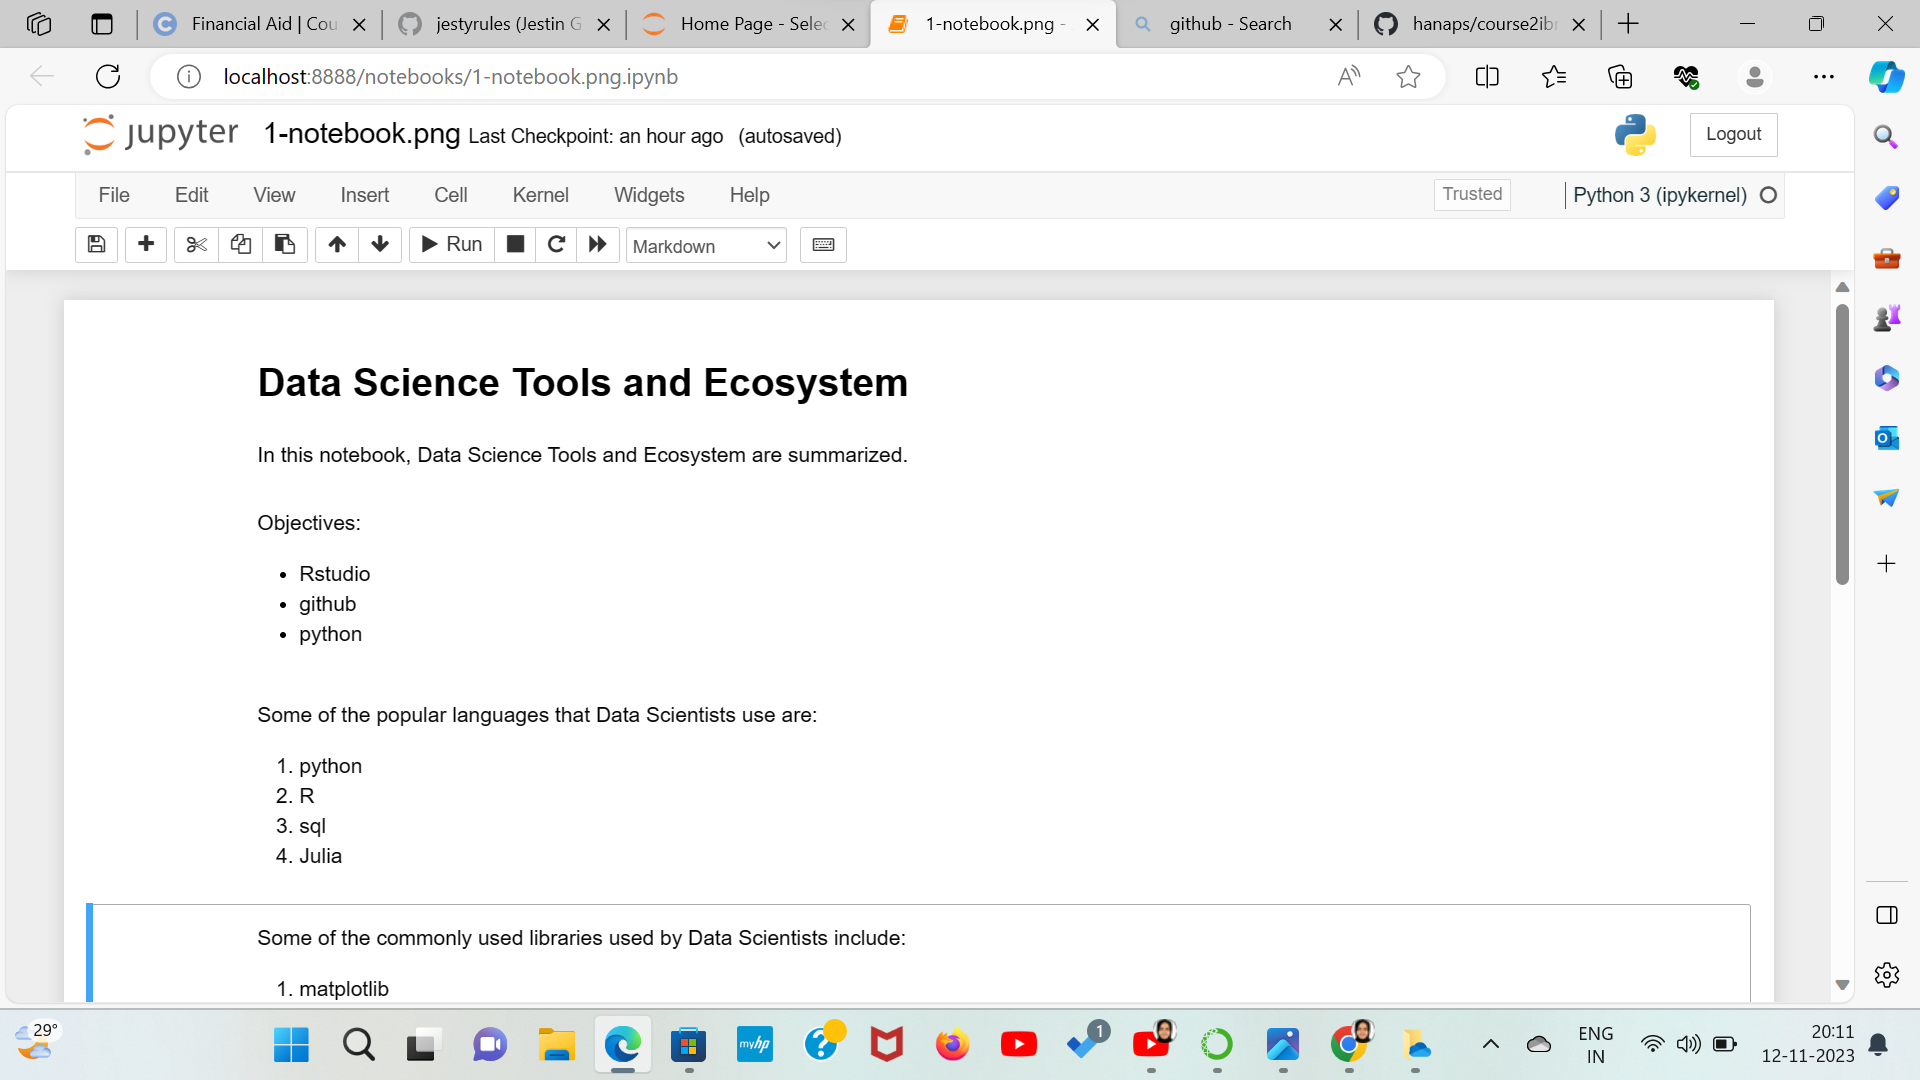 Financial Aid | Cou
jestyrules (Jestin G
Home Page - Selec
1-notebook.png -
github - Search
hanaps/course2ibm
localhost:8888/notebooks/1-notebook.png.ipynb
jupyter 1-notebook.png Last Checkpoint: an hour ago (autosaved)
Logout
File Edit View Insert Cell Kernel Widgets Help
Trusted
Python 3 (ipykernel)
Run
Markdown
Data Science Tools and Ecosystem
In this notebook, Data Science Tools and Ecosystem are summarized.
Objectives:
• Rstudio
• github
• python
Some of the popular languages that Data Scientists use are:
1. python
2. R
3. sql
4. Julia
Some of the commonly used libraries used by Data Scientists include:
1. matplotlib
29°
myhp
1
ENG
IN
20:11
12-11-2023